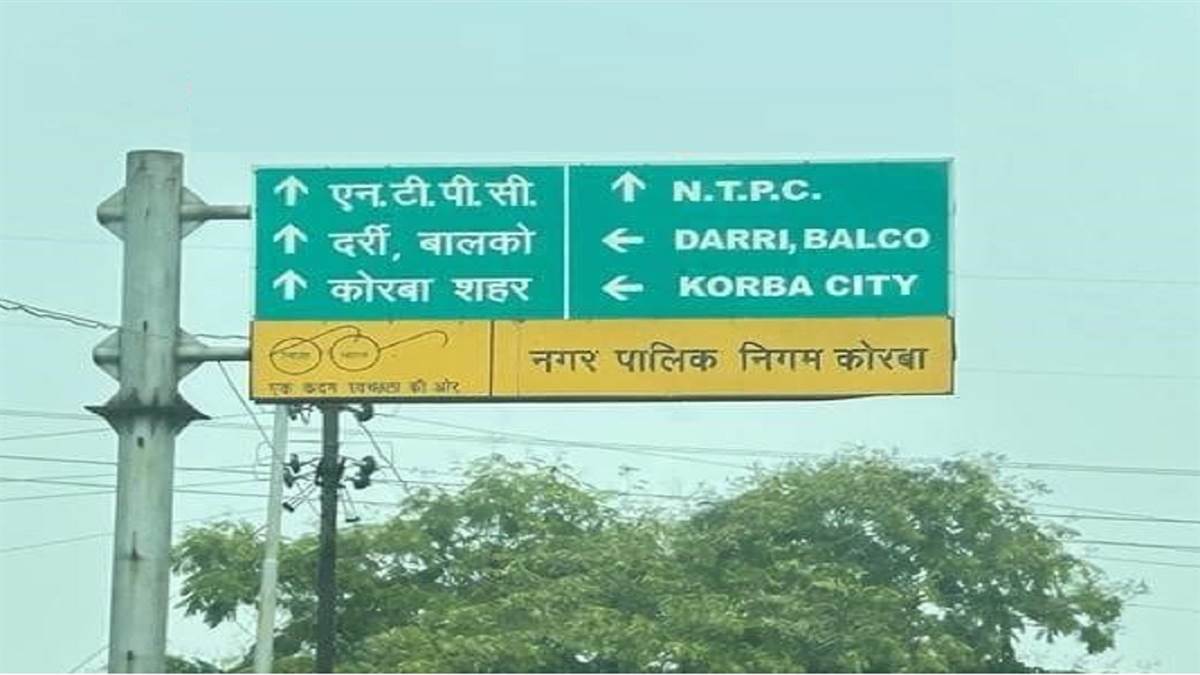 ↑ एन.टी.पी.सी.
↑ दर्री, बालको
↑ कोरबा शहर
↑ N.T.P.C.
← DARRI, BALCO
← KORBA CITY
एक कदम स्वच्छता की ओर
नगर पालिक निगम कोरबा